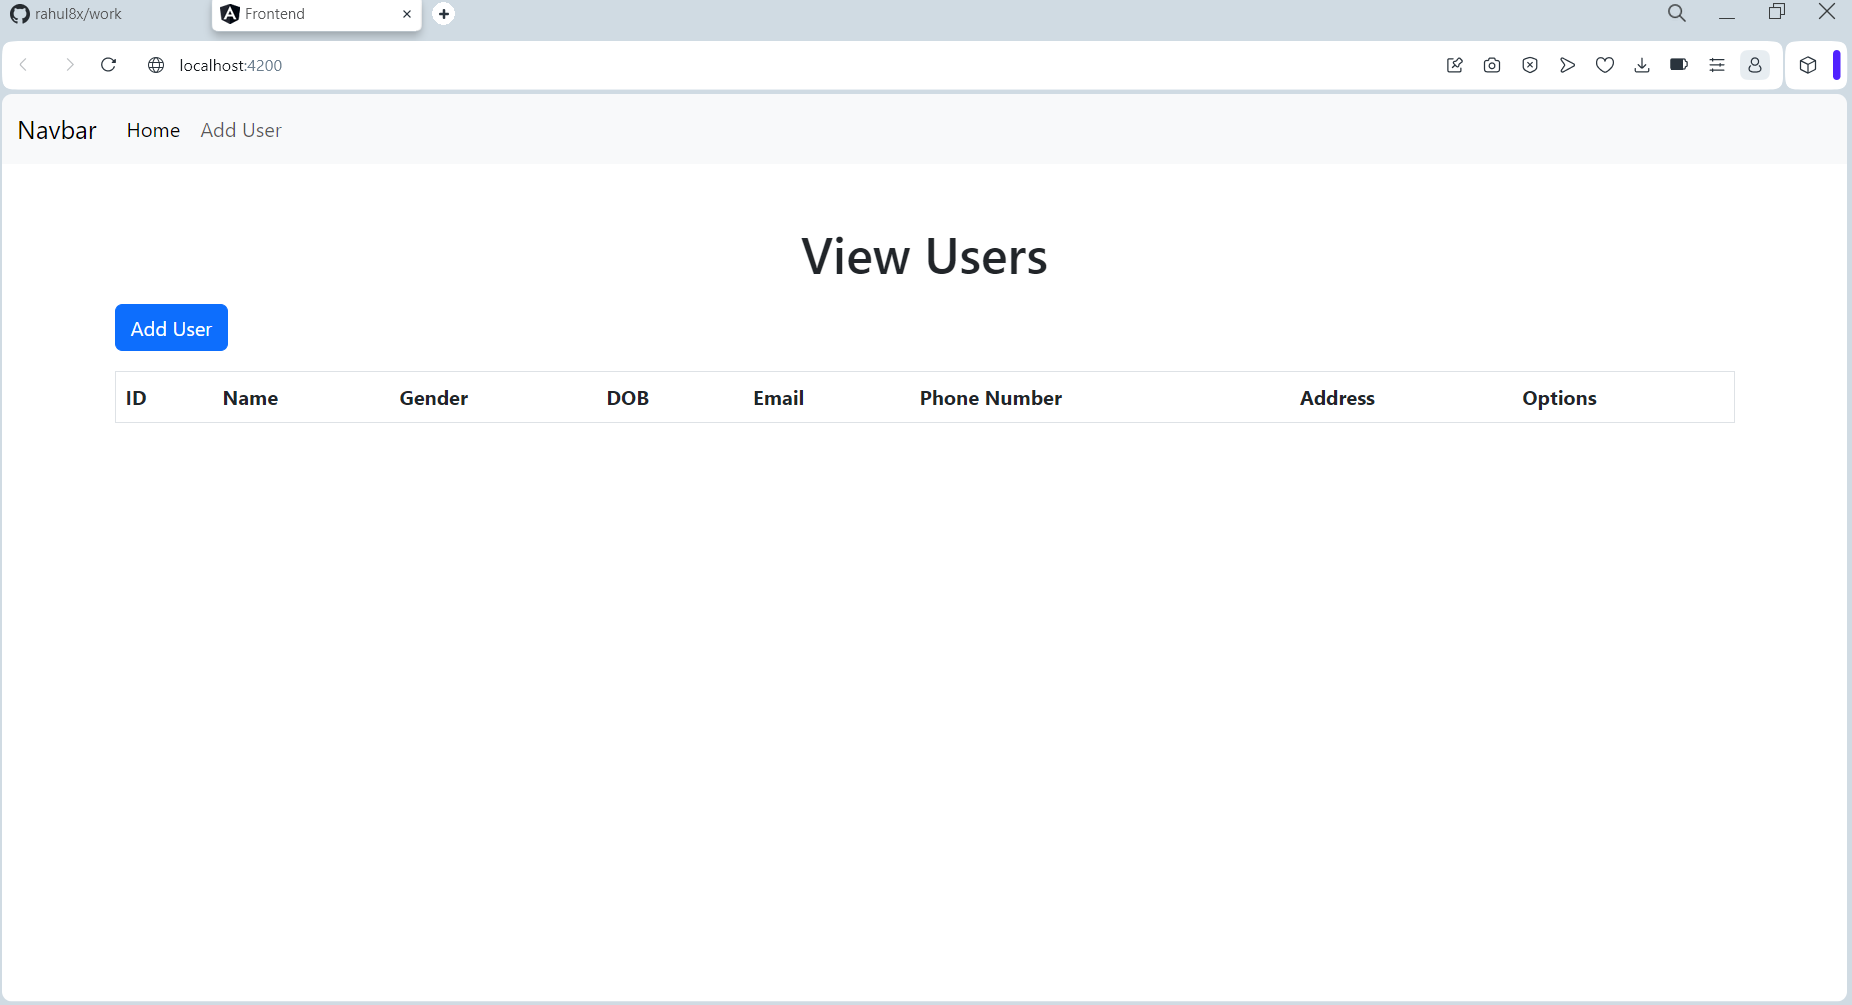 rahul8x/work Frontend
localhost:4200
Navbar Home Add User
View Users
Add User
ID Name Gender DOB Email Phone Number Address Options